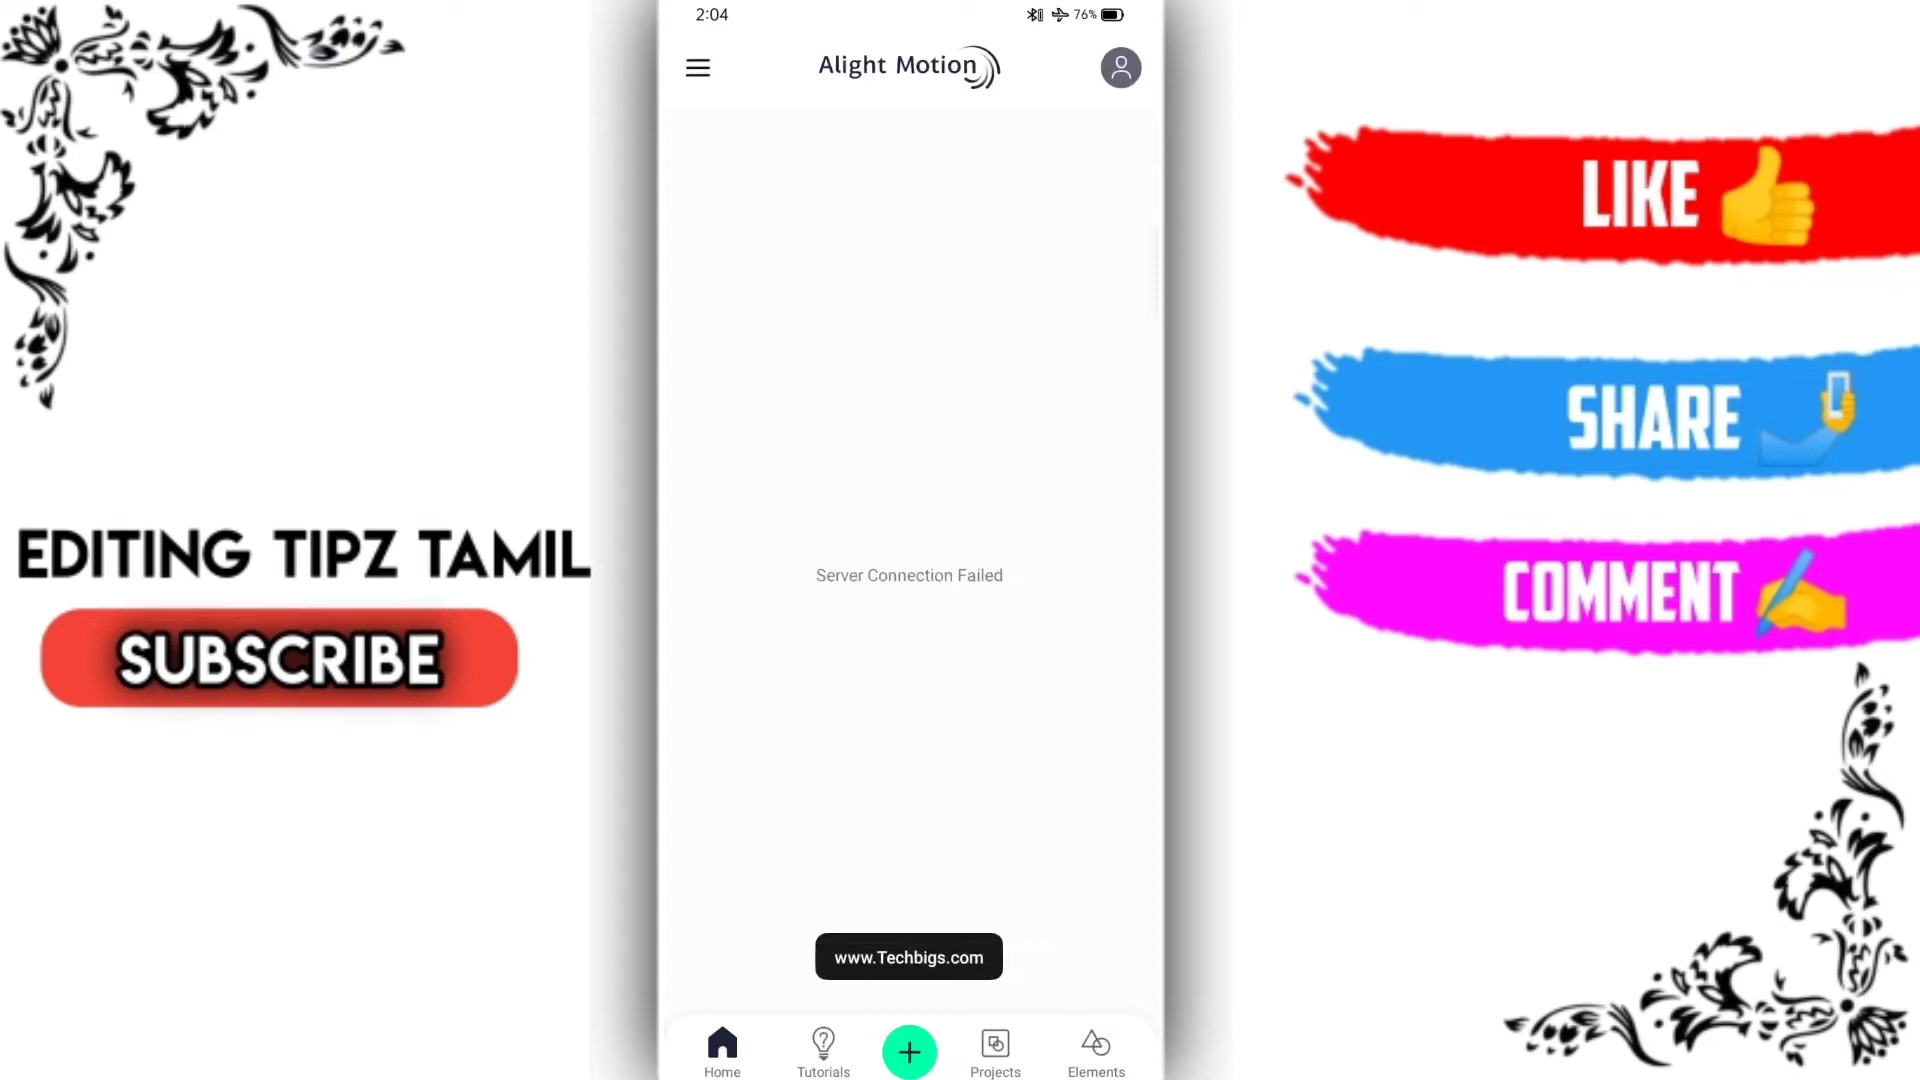 2:04
76%
Alight Motion
LIKE
SHARE
EDITING TIPZ TAMIL
SUBSCRIBE
Server Connection Failed
COMMENT
www.Techbigs.com
Home
Tutorials
Projects
Elements